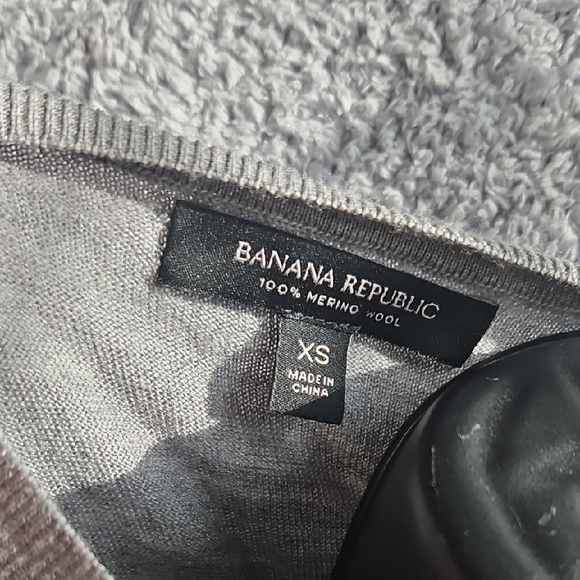 BANANA REPUBLIC
100% MERINO WOOL
XS
MADE IN
CHINA